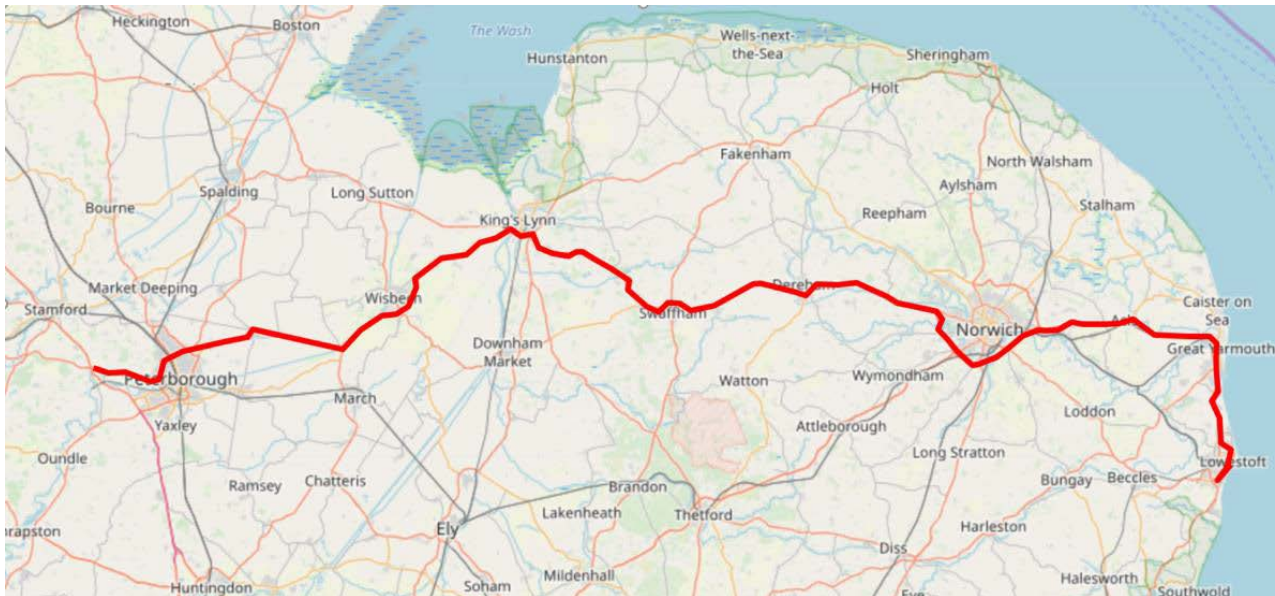 Heckington
Boston
The Wash
Hunstanton
Wells-next-
the-Sea
Sheringham
Holt
Fakenham
North Walsham
Aylsham
Stalham
Reepham
Spalding
Long Sutton
Bourne
King's Lynn
Market Deeping
Stamford
Wisbech
Dereham
Swaffham
Norwich
Caister on
Sea
Great Yarmouth
Downham
Market
Peterborough
Yaxley
March
Watton
Wymondham
Attleborough
Loddon
Long Stratton
Lowestoft
Oundle
Ramsey
Chatteris
Brandon
Lakenheath
Thetford
Bungay
Beccles
Ely
Harleston
Diss
Huntingdon
Soham
Mildenhall
Halesworth
Southwold